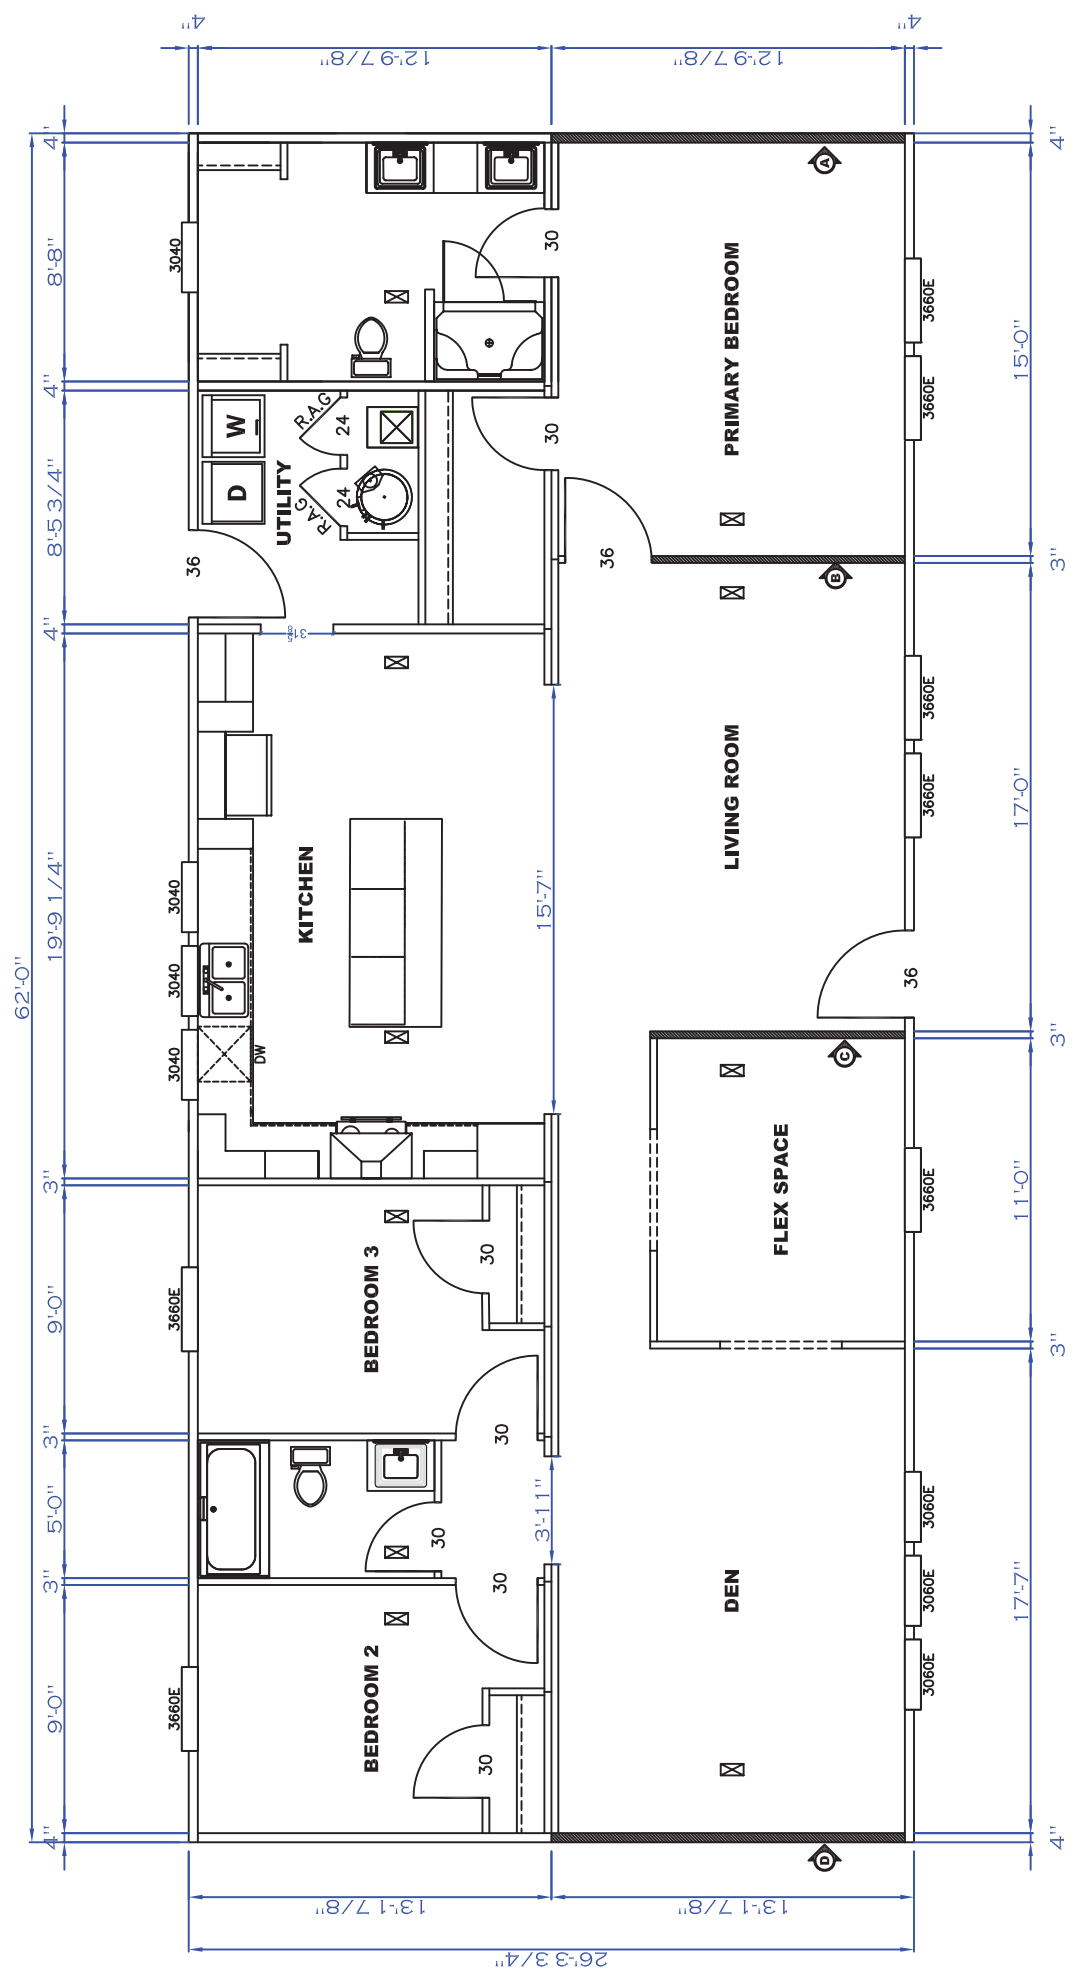 4"
12'-9 7/8"
12'-9 7/8"
4"
4"
8'-8"
4"
8'-5 3/4"
4"
19'-9 1/4"
3"
9'-0"
3"
5'-0"
3"
9'-0"
4"
62'-0"
4"
15'-0"
3"
17'-0"
3"
11'-0"
3"
17'-7"
4"
3040
30
A
PRIMARY BEDROOM
3660E
3660E
W
D
UTILITY
R.A.G
24
R.A.G
24
30
36
36
B
LIVING ROOM
3660E
3660E
KITCHEN
3040
3040
3040
DW
15'-7"
36
C
FLEX SPACE
3660E
BEDROOM 3
3660E
30
30
30
30
3'-11"
BEDROOM 2
3660E
30
DEN
3060E
3060E
3060E
D
13'-1 7/8"
13'-1 7/8"
26'-3 3/4"